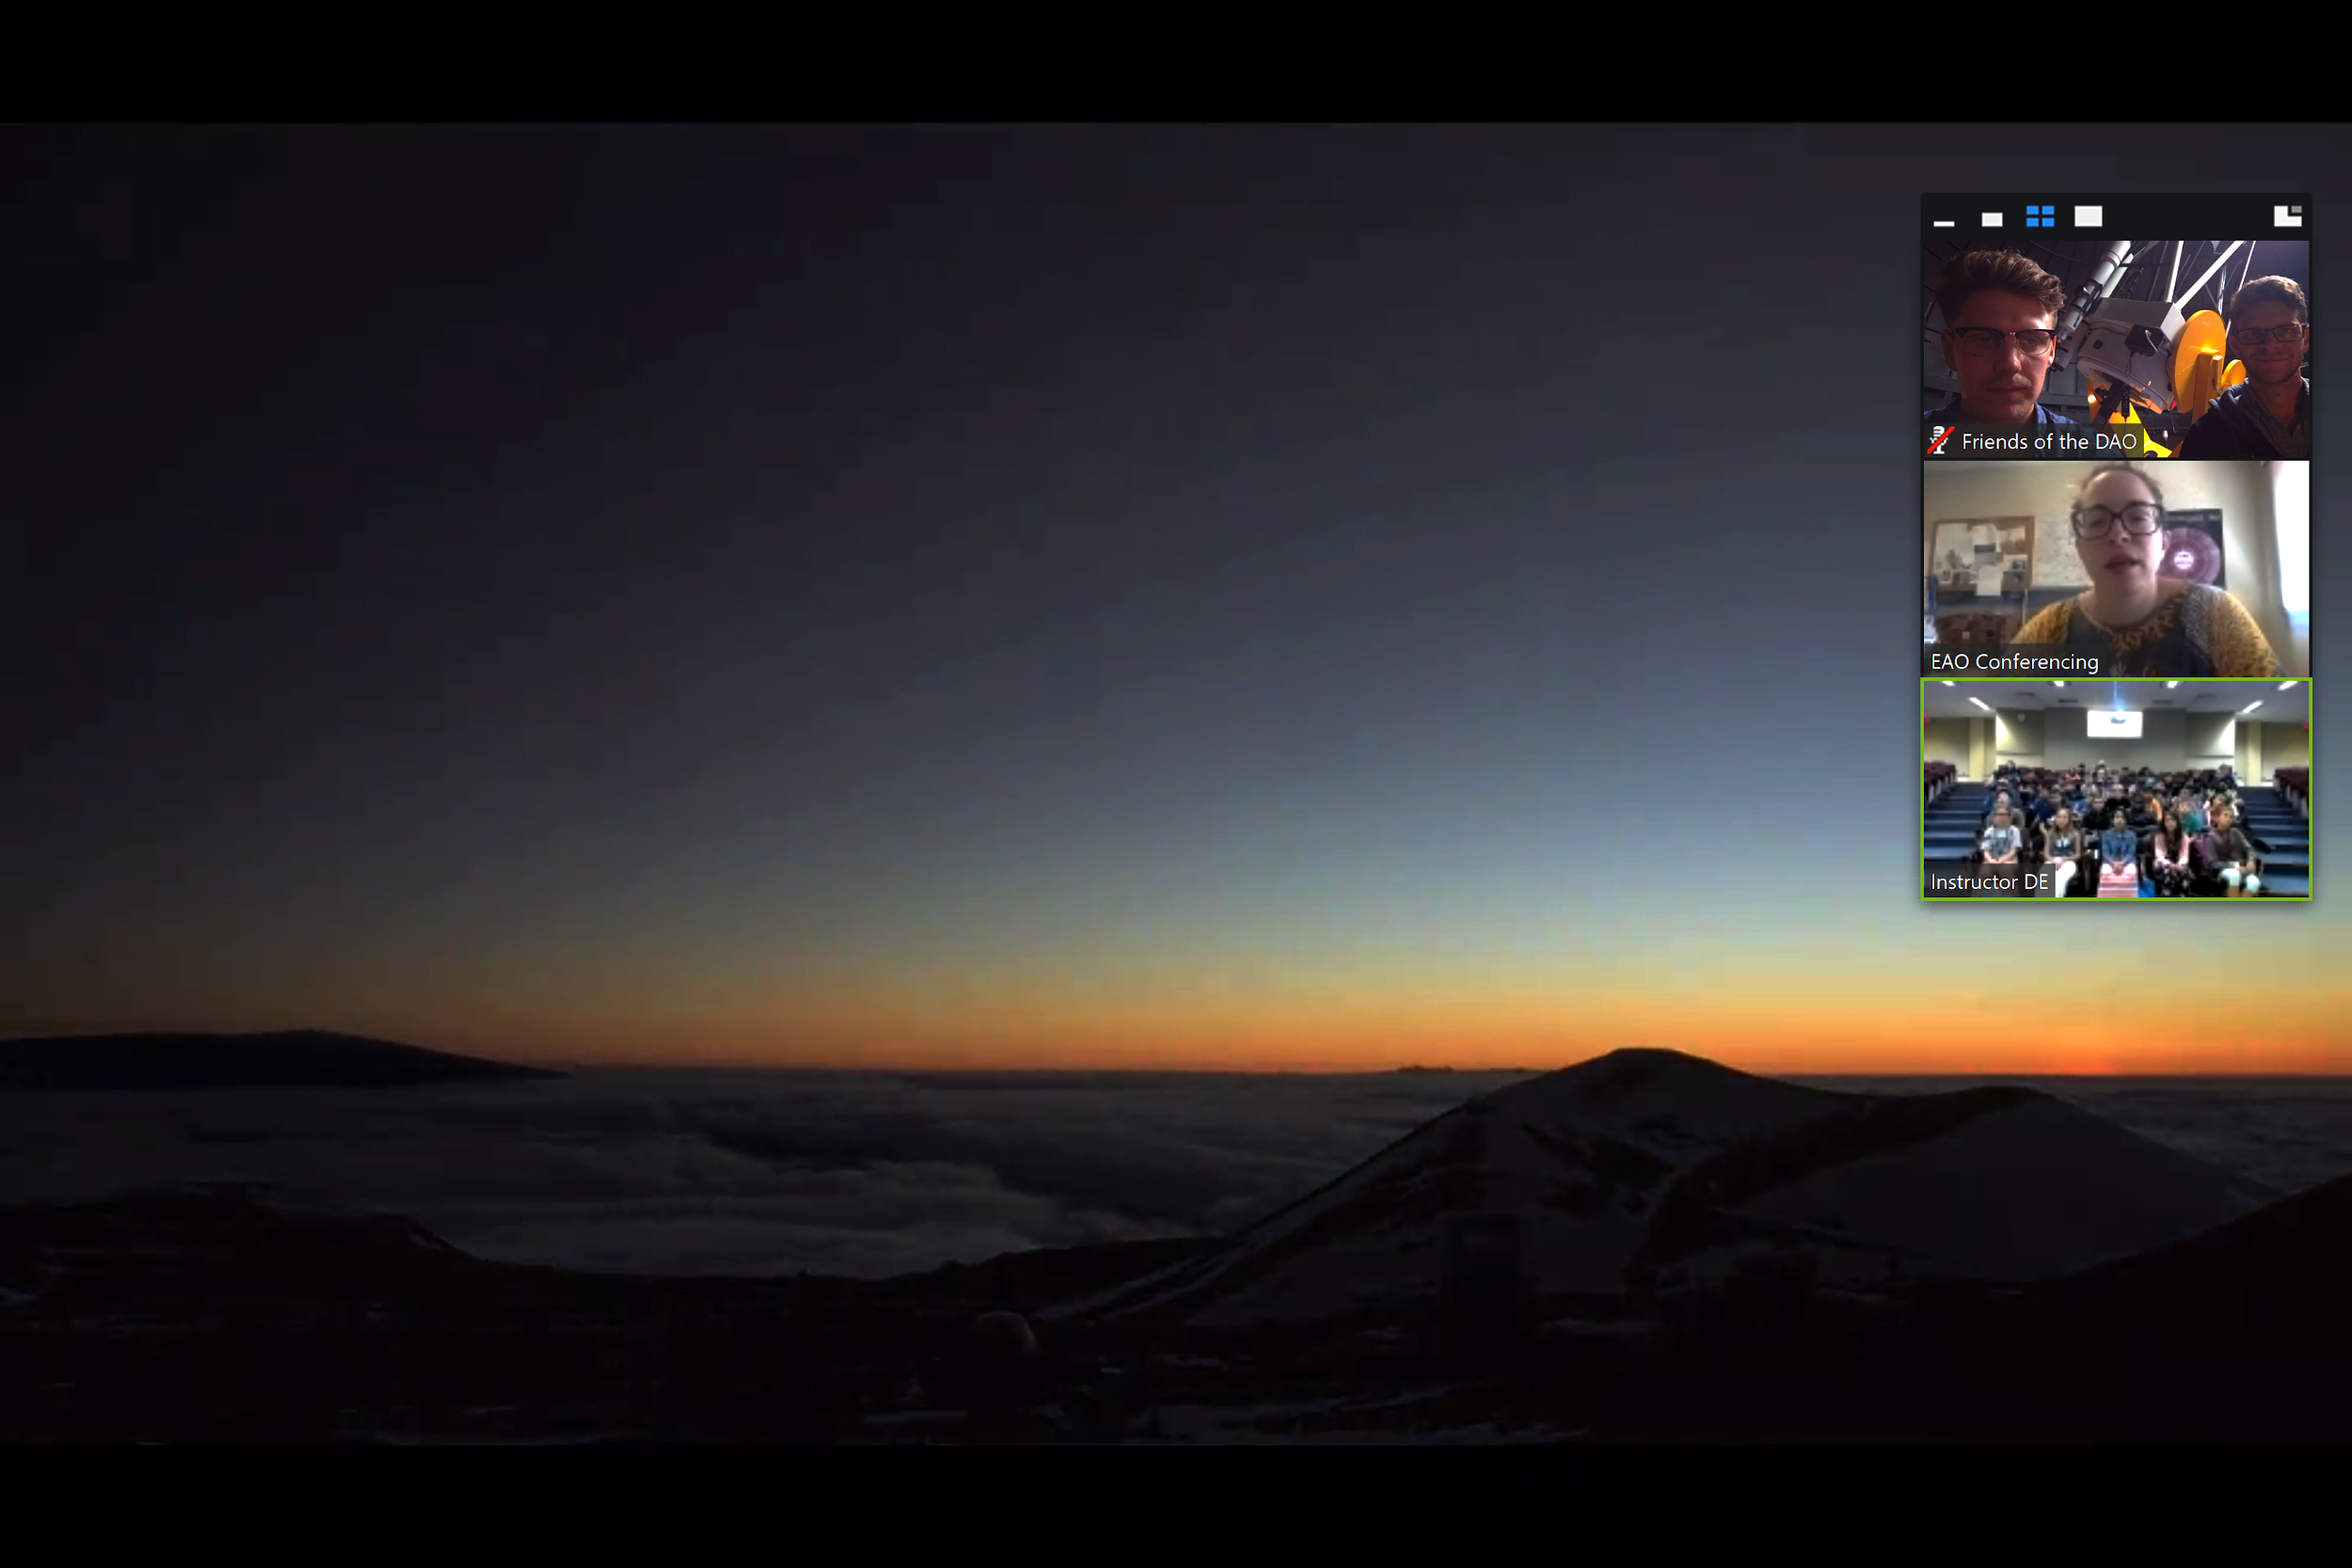 Friends of the DAO
EAO Conferencing
Instructor DE